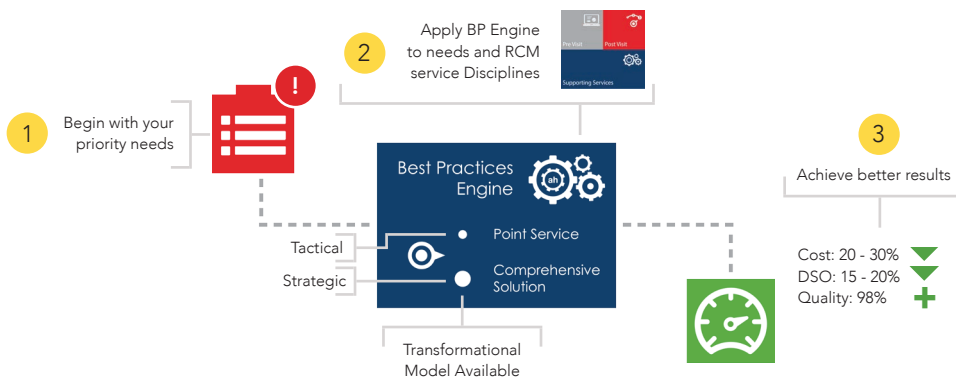 1
Begin with your
priority needs
!
2
Apply BP Engine
to needs and RCM
service Disciplines
Pre Visit
Post Visit
Supporting Services
Best Practices
Engine
ah
Tactical
Point Service
Strategic
Comprehensive
Solution
Transformational
Model Available
3
Achieve better results
Cost: 20 - 30%
DSO: 15 - 20%
Quality: 98%